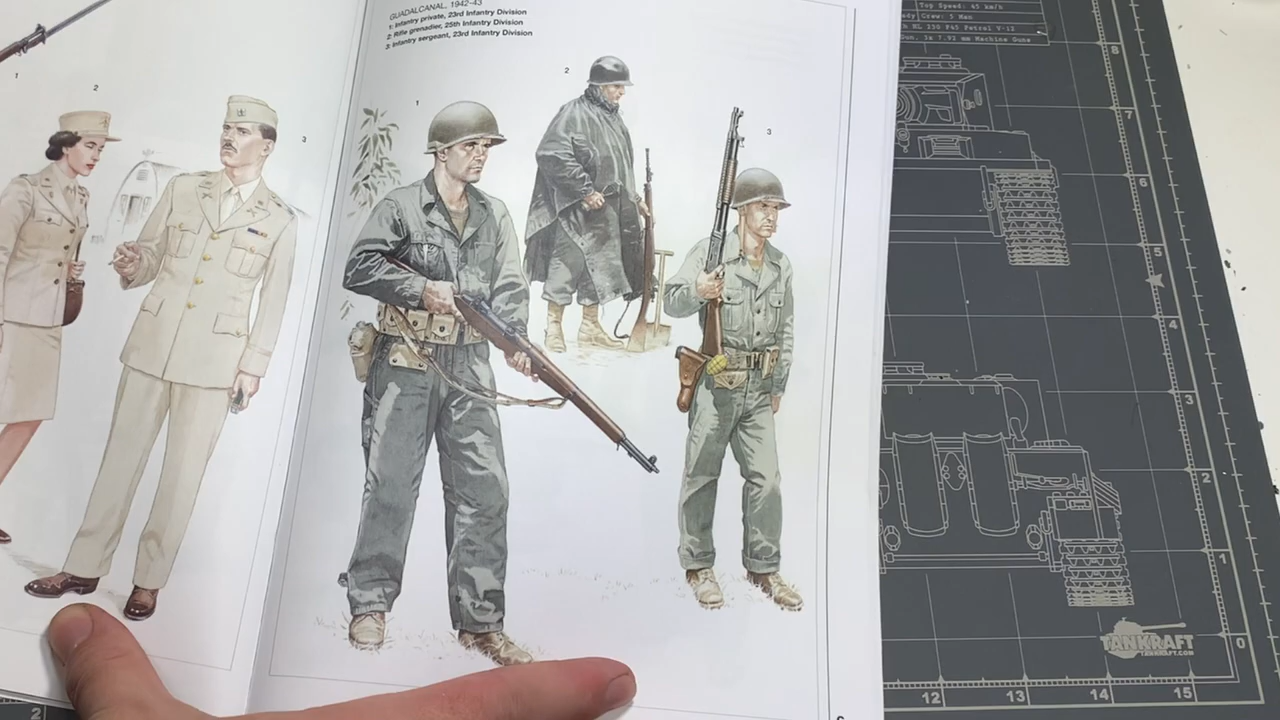 GUADALCANAL, 1942-43
1: Infantry private, 23rd Infantry Division
2: Rifle grenadier, 25th Infantry Division
3: Infantry sergeant, 23rd Infantry Division
1
2
3
1
2
3
Top Speed: 45 km/h
Crew: 5 Men
Petrol V-12
7.92 mm Machine Guns
8
7
6
5
4
3
2
1
0
12
13
14
15
TANKRAFT
TANKRAFT.COM
2
C